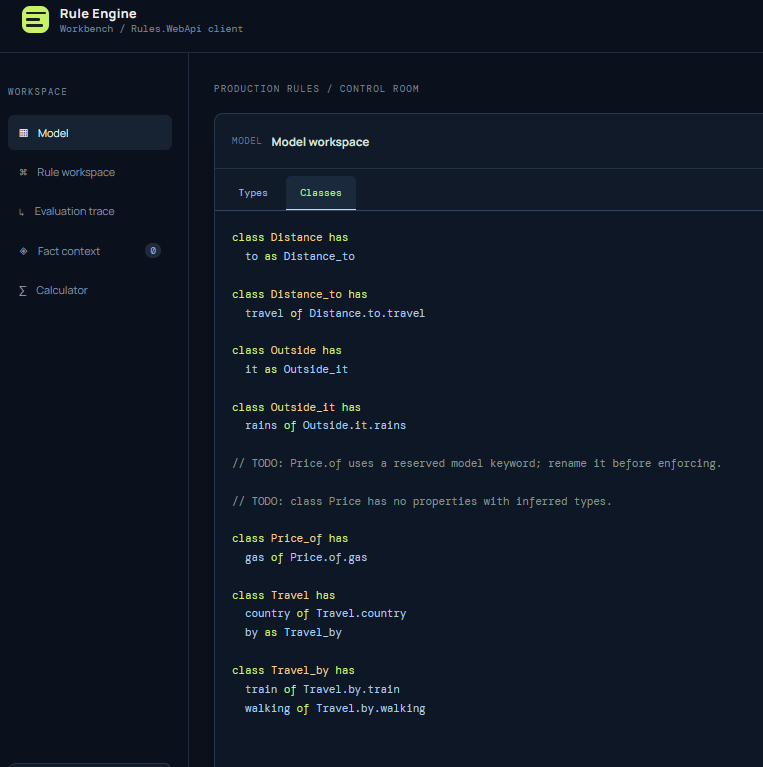 Rule Engine
Workbench / Rules.WebApi client
WORKSPACE
Model
Rule workspace
Evaluation trace
Fact context 0
Calculator
PRODUCTION RULES / CONTROL ROOM
MODEL Model workspace
Types Classes
class Distance has
to as Distance_to
class Distance_to has
travel of Distance.to.travel
class Outside has
it as Outside_it
class Outside_it has
rains of Outside.it.rains
// TODO: Price.of uses a reserved model keyword; rename it before enforcing.
// TODO: class Price has no properties with inferred types.
class Price_of has
gas of Price.of.gas
class Travel has
country of Travel.country
by as Travel_by
class Travel_by has
train of Travel.by.train
walking of Travel.by.walking